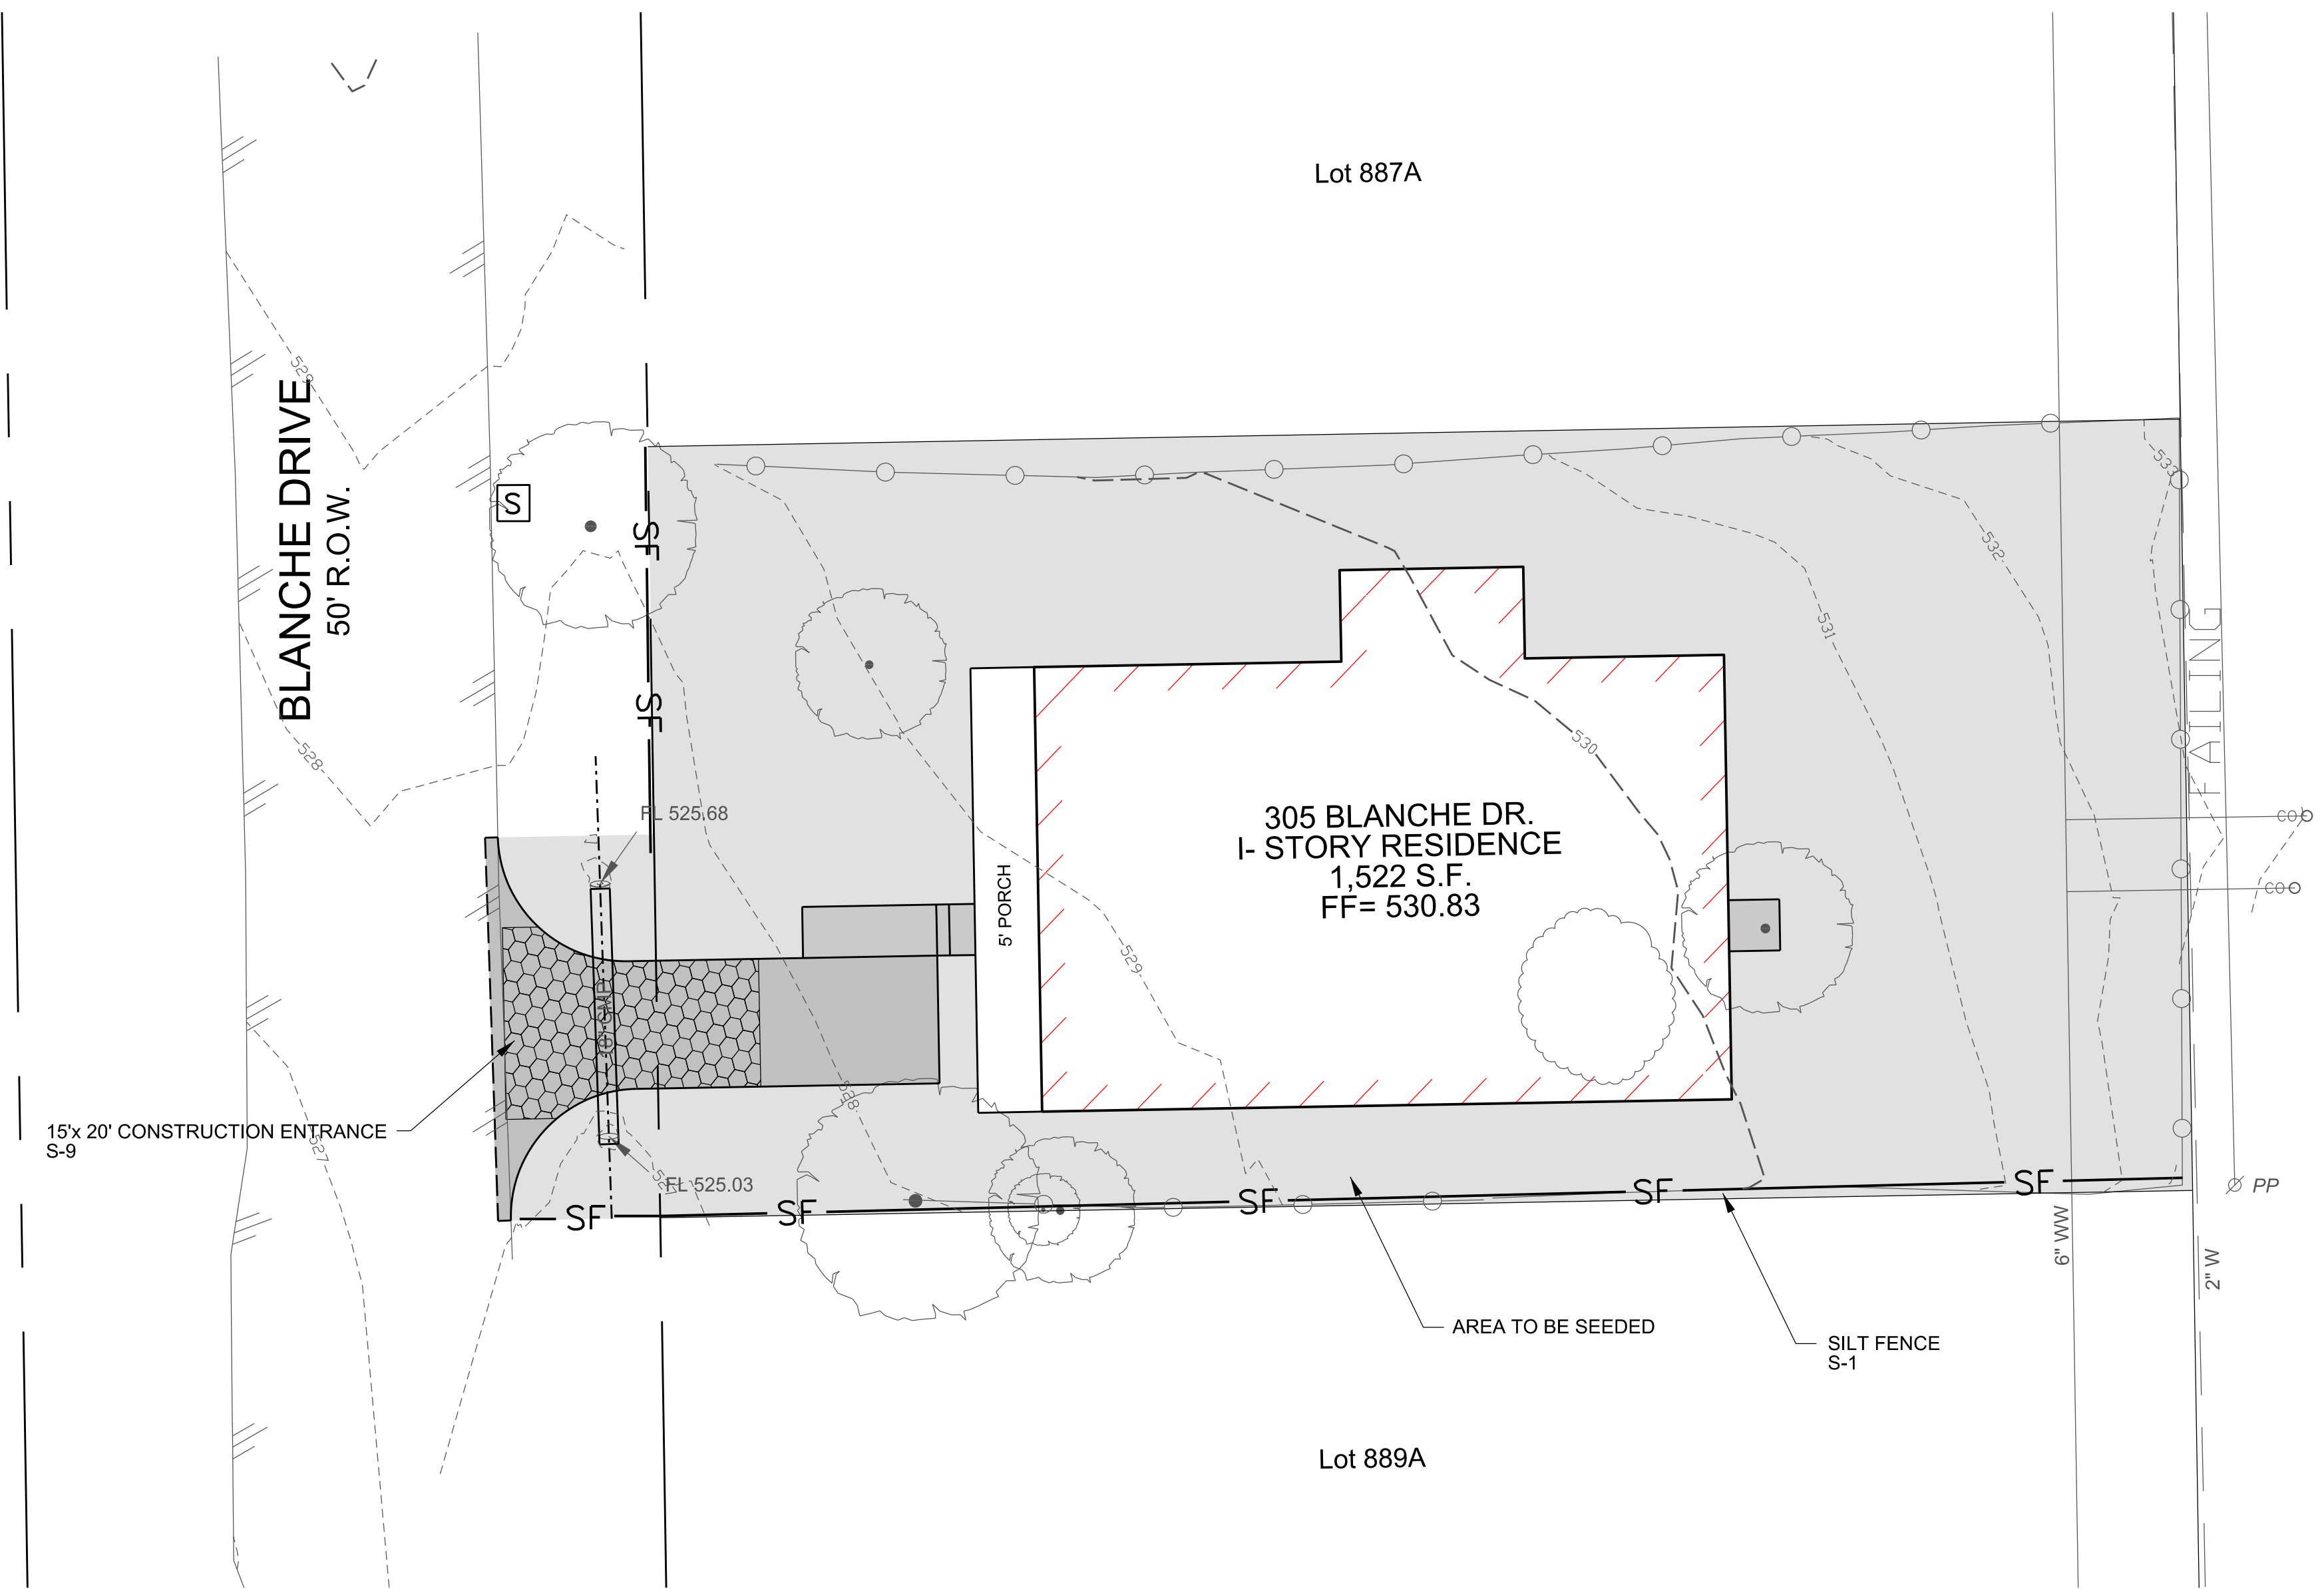 Lot 887A
529
BLANCHE DRIVE
50' R.O.W.
S
SF
SF
533
532
531
530
FAILING
528
FL 525.68
305 BLANCHE DR.
I- STORY RESIDENCE
1,522 S.F.
FF= 530.83
5' PORCH
CO
CO
529
528
15'x 20' CONSTRUCTION ENTRANCE
S-9
527
FL 525.03
SF
SF
SF
SF
SF
PP
6" WW
2" W
AREA TO BE SEEDED
SILT FENCE
S-1
Lot 889A